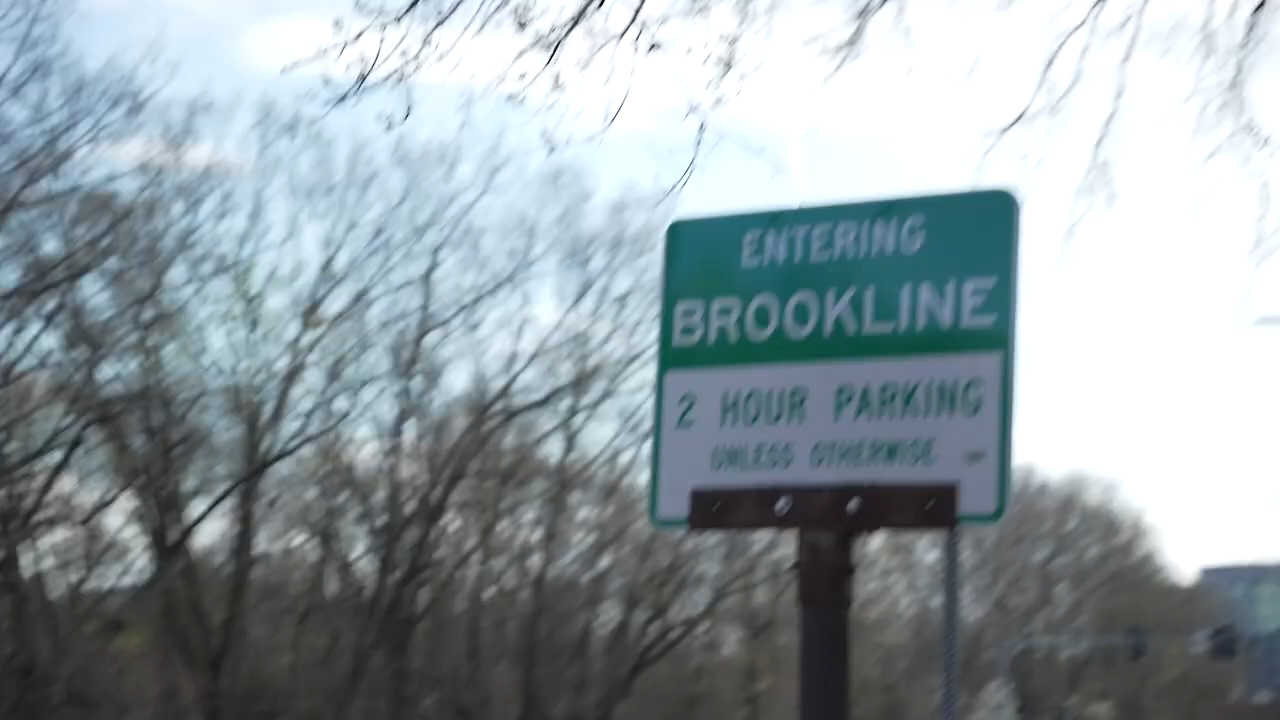 ENTERING
BROOKLINE
2 HOUR PARKING
UNLESS OTHERWISE